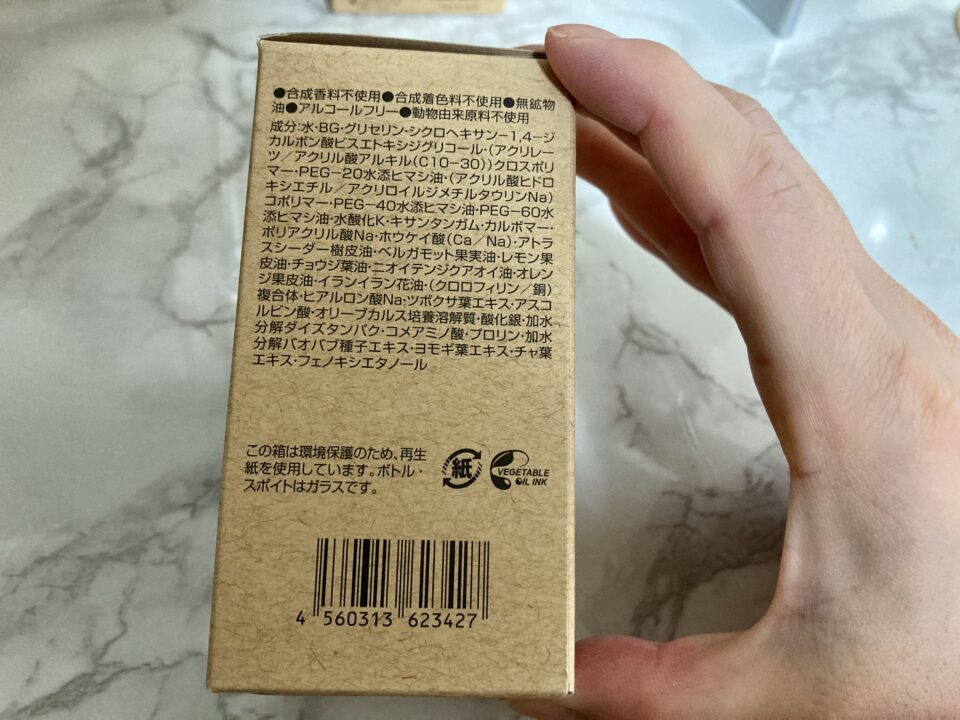 ●合成香料不使用●合成着色料不使用●無鉱物
油●アルコールフリー●動物由来原料不使用
成分:水・BG・グリセリン・シクロヘキサン−1,4−ジ
カルボン酸ビスエトキシジグリコール・(アクリレー
ツ/アクリル酸アルキル(C10−30))クロスポリ
マー・PEG−20水添ヒマシ油・(アクリル酸ヒドロ
キシエチル/アクリロイルジメチルタウリンNa)
コポリマー・PEG−40水添ヒマシ油・PEG−60水
添ヒマシ油・水酸化K・キサンタンガム・カルボマー・
ポリアクリル酸Na・ホウケイ酸(Ca/Na)・アトラ
スシーダー樹皮油・ベルガモット果実油・レモン果
皮油・チョウジ葉油・ニオイテンジクアオイ油・オレン
ジ果皮油・イランイラン花油・(クロロフィリン/銅)
複合体・ヒアルロン酸Na・ツボクサ葉エキス・アスコ
ルビン酸・オリーブカルス培養溶解質・酸化銀・加水
分解ダイズタンパク・コメアミノ酸・プロリン・加水
分解バオバブ種子エキス・ヨモギ葉エキス・チャ葉
エキス・フェノキシエタノール
この箱は環境保護のため、再生
紙を使用しています。ボトル・
スポイトはガラスです。
紙
VEGETABLE
OIL INK
4 560313 623427